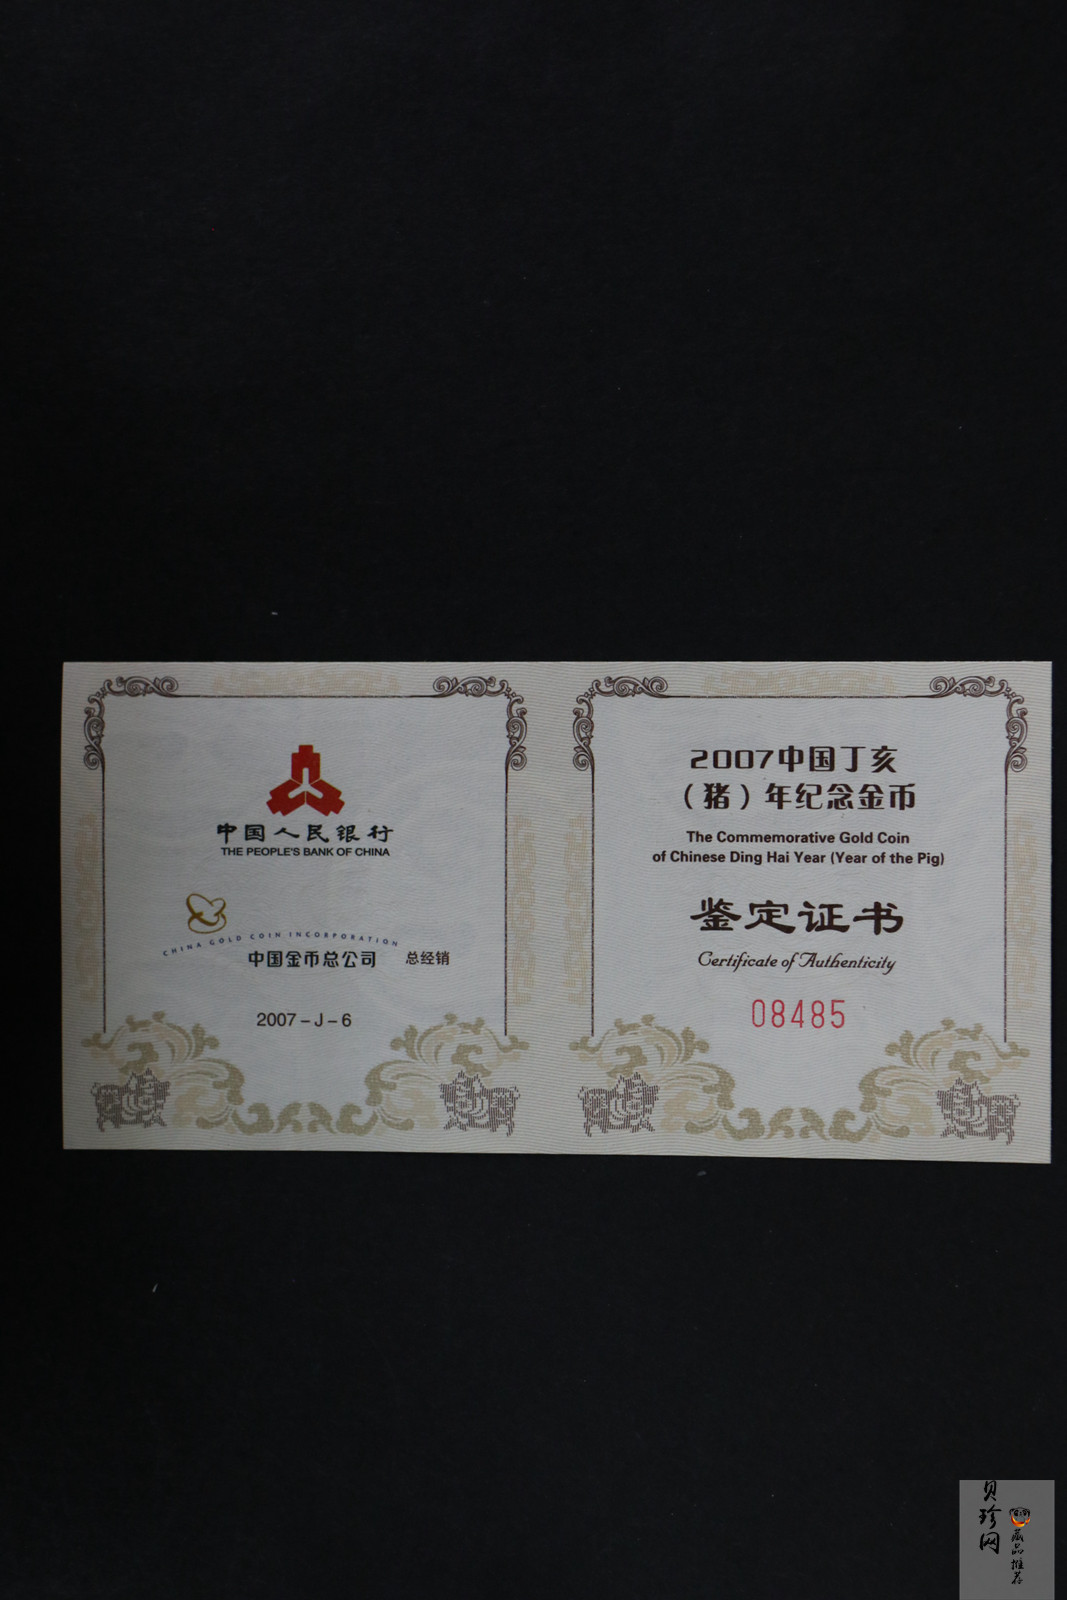 中国人民银行
THE PEOPLE'S BANK OF CHINA
CHINA GOLD COIN INCORPORATION
中国金币总公司 总经销
2007-J-6
2007中国丁亥
（猪）年纪念金币
The Commemorative Gold Coin
of Chinese Ding Hai Year (Year of the Pig)
鉴定证书
Certificate of Authenticity
08485
贝珍网
藏品推荐